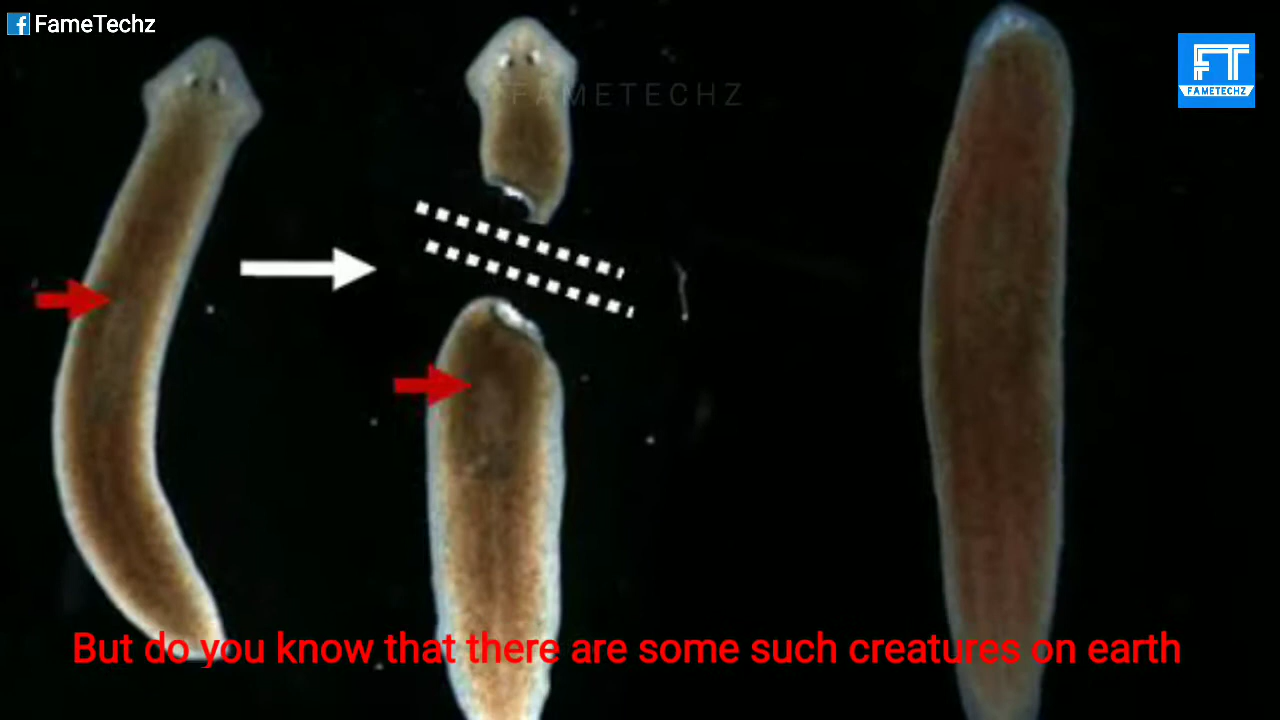 FameTechz
FT
FAMETECHZ
FAMETECHZ
But do you know that there are some such creatures on earth